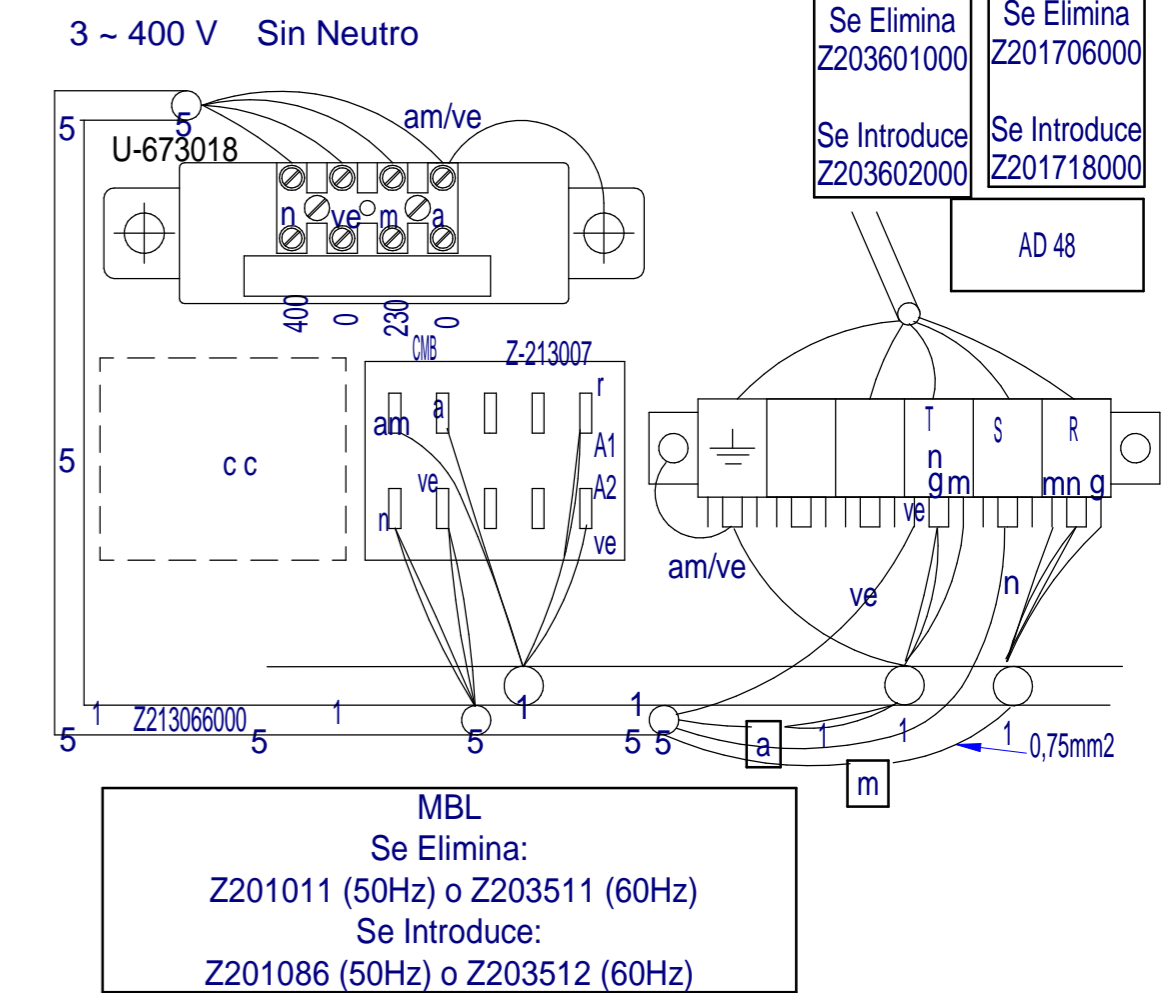 3 ~ 400 V Sin Neutro
Se Elimina
Z203601000
Se Introduce
Z203602000
Se Elimina
Z201706000
Se Introduce
Z201718000
AD 48
5
5
am/ve
U-673018
n
ve
m
a
400
0
230
0
CMB
Z-213007
c c
5
am
a
r
A1
ve
A2
n
ve
T
S
R
n
g
m
mn
g
ve
am/ve
ve
n
1
Z213066000
1
1
1
5
5
5
5
5
a
1
1
1
0,75mm2
m
MBL
Se Elimina:
Z201011 (50Hz) o Z203511 (60Hz)
Se Introduce:
Z201086 (50Hz) o Z203512 (60Hz)